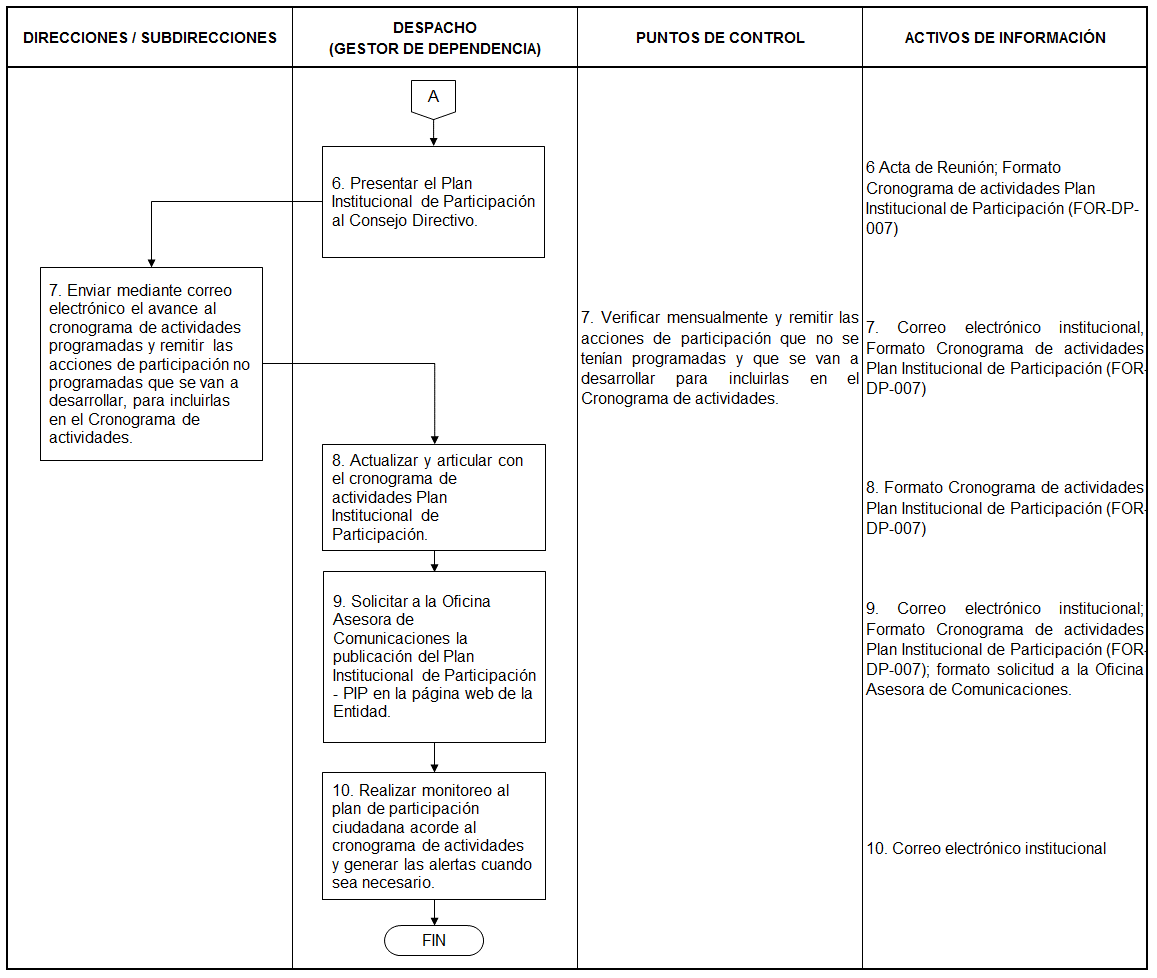 DIRECCIONES / SUBDIRECCIONES
DESPACHO
(GESTOR DE DEPENDENCIA)
PUNTOS DE CONTROL
ACTIVOS DE INFORMACIÓN
A
6. Presentar el Plan
Institucional de Participación
al Consejo Directivo.
6 Acta de Reunión; Formato
Cronograma de actividades Plan
Institucional de Participación (FOR-DP-
007)
7. Enviar mediante correo
electrónico el avance al
cronograma de actividades
programadas y remitir las
acciones de participación no
programadas que se van a
desarrollar, para incluirlas
en el Cronograma de
actividades.
7. Verificar mensualmente y remitir las
acciones de participación que no se
tenían programadas y que se van a
desarrollar para incluirlas en el
Cronograma de actividades.
7. Correo electrónico institucional,
Formato Cronograma de actividades
Plan Institucional de Participación (FOR-
DP-007)
8. Actualizar y articular con
el cronograma de
actividades Plan
Institucional de
Participación.
8. Formato Cronograma de actividades
Plan Institucional de Participación (FOR-
DP-007)
9. Solicitar a la Oficina
Asesora de
Comunicaciones la
publicación del Plan
Institucional de Participación
- PIP en la página web de la
Entidad.
9. Correo electrónico institucional;
Formato Cronograma de actividades
Plan Institucional de Participación (FOR-
DP-007); formato solicitud a la Oficina
Asesora de Comunicaciones.
10. Realizar monitoreo al
plan de participación
ciudadana acorde al
cronograma de actividades
y generar las alertas cuando
sea necesario.
10. Correo electrónico institucional
FIN